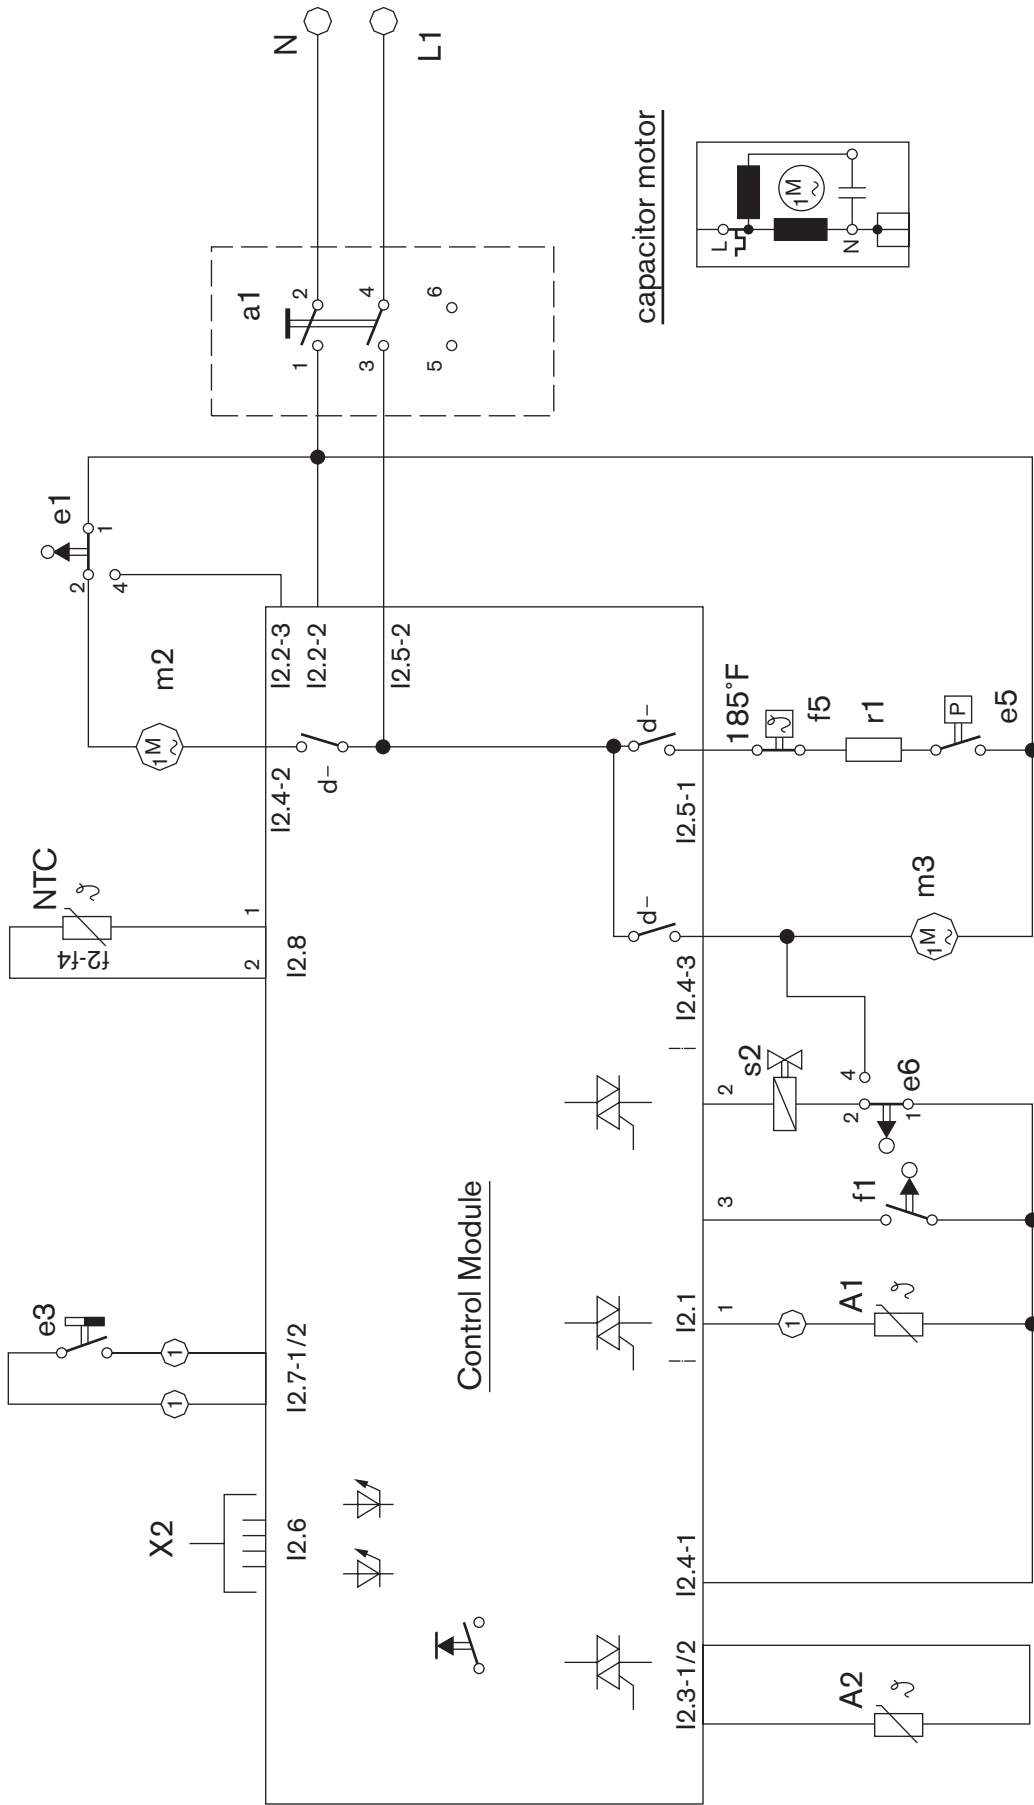 N
L1
a1
1
2
3
4
5
6
capacitor motor
L
1M
N
e1
1
2
4
m2
1M
I2.2-3
I2.2-2
I2.5-2
I2.4-2
d-
d-
d-
185°F
f5
r1
P
e5
I2.5-1
NTC
f2-f4
1
2
I2.8
I2.4-3
m3
1M
s2
2
4
2
1
e6
3
f1
Control Module
I2.1
1
1
A1
e3
1
1
I2.7-1/2
X2
I2.6
I2.4-1
I2.3-1/2
A2